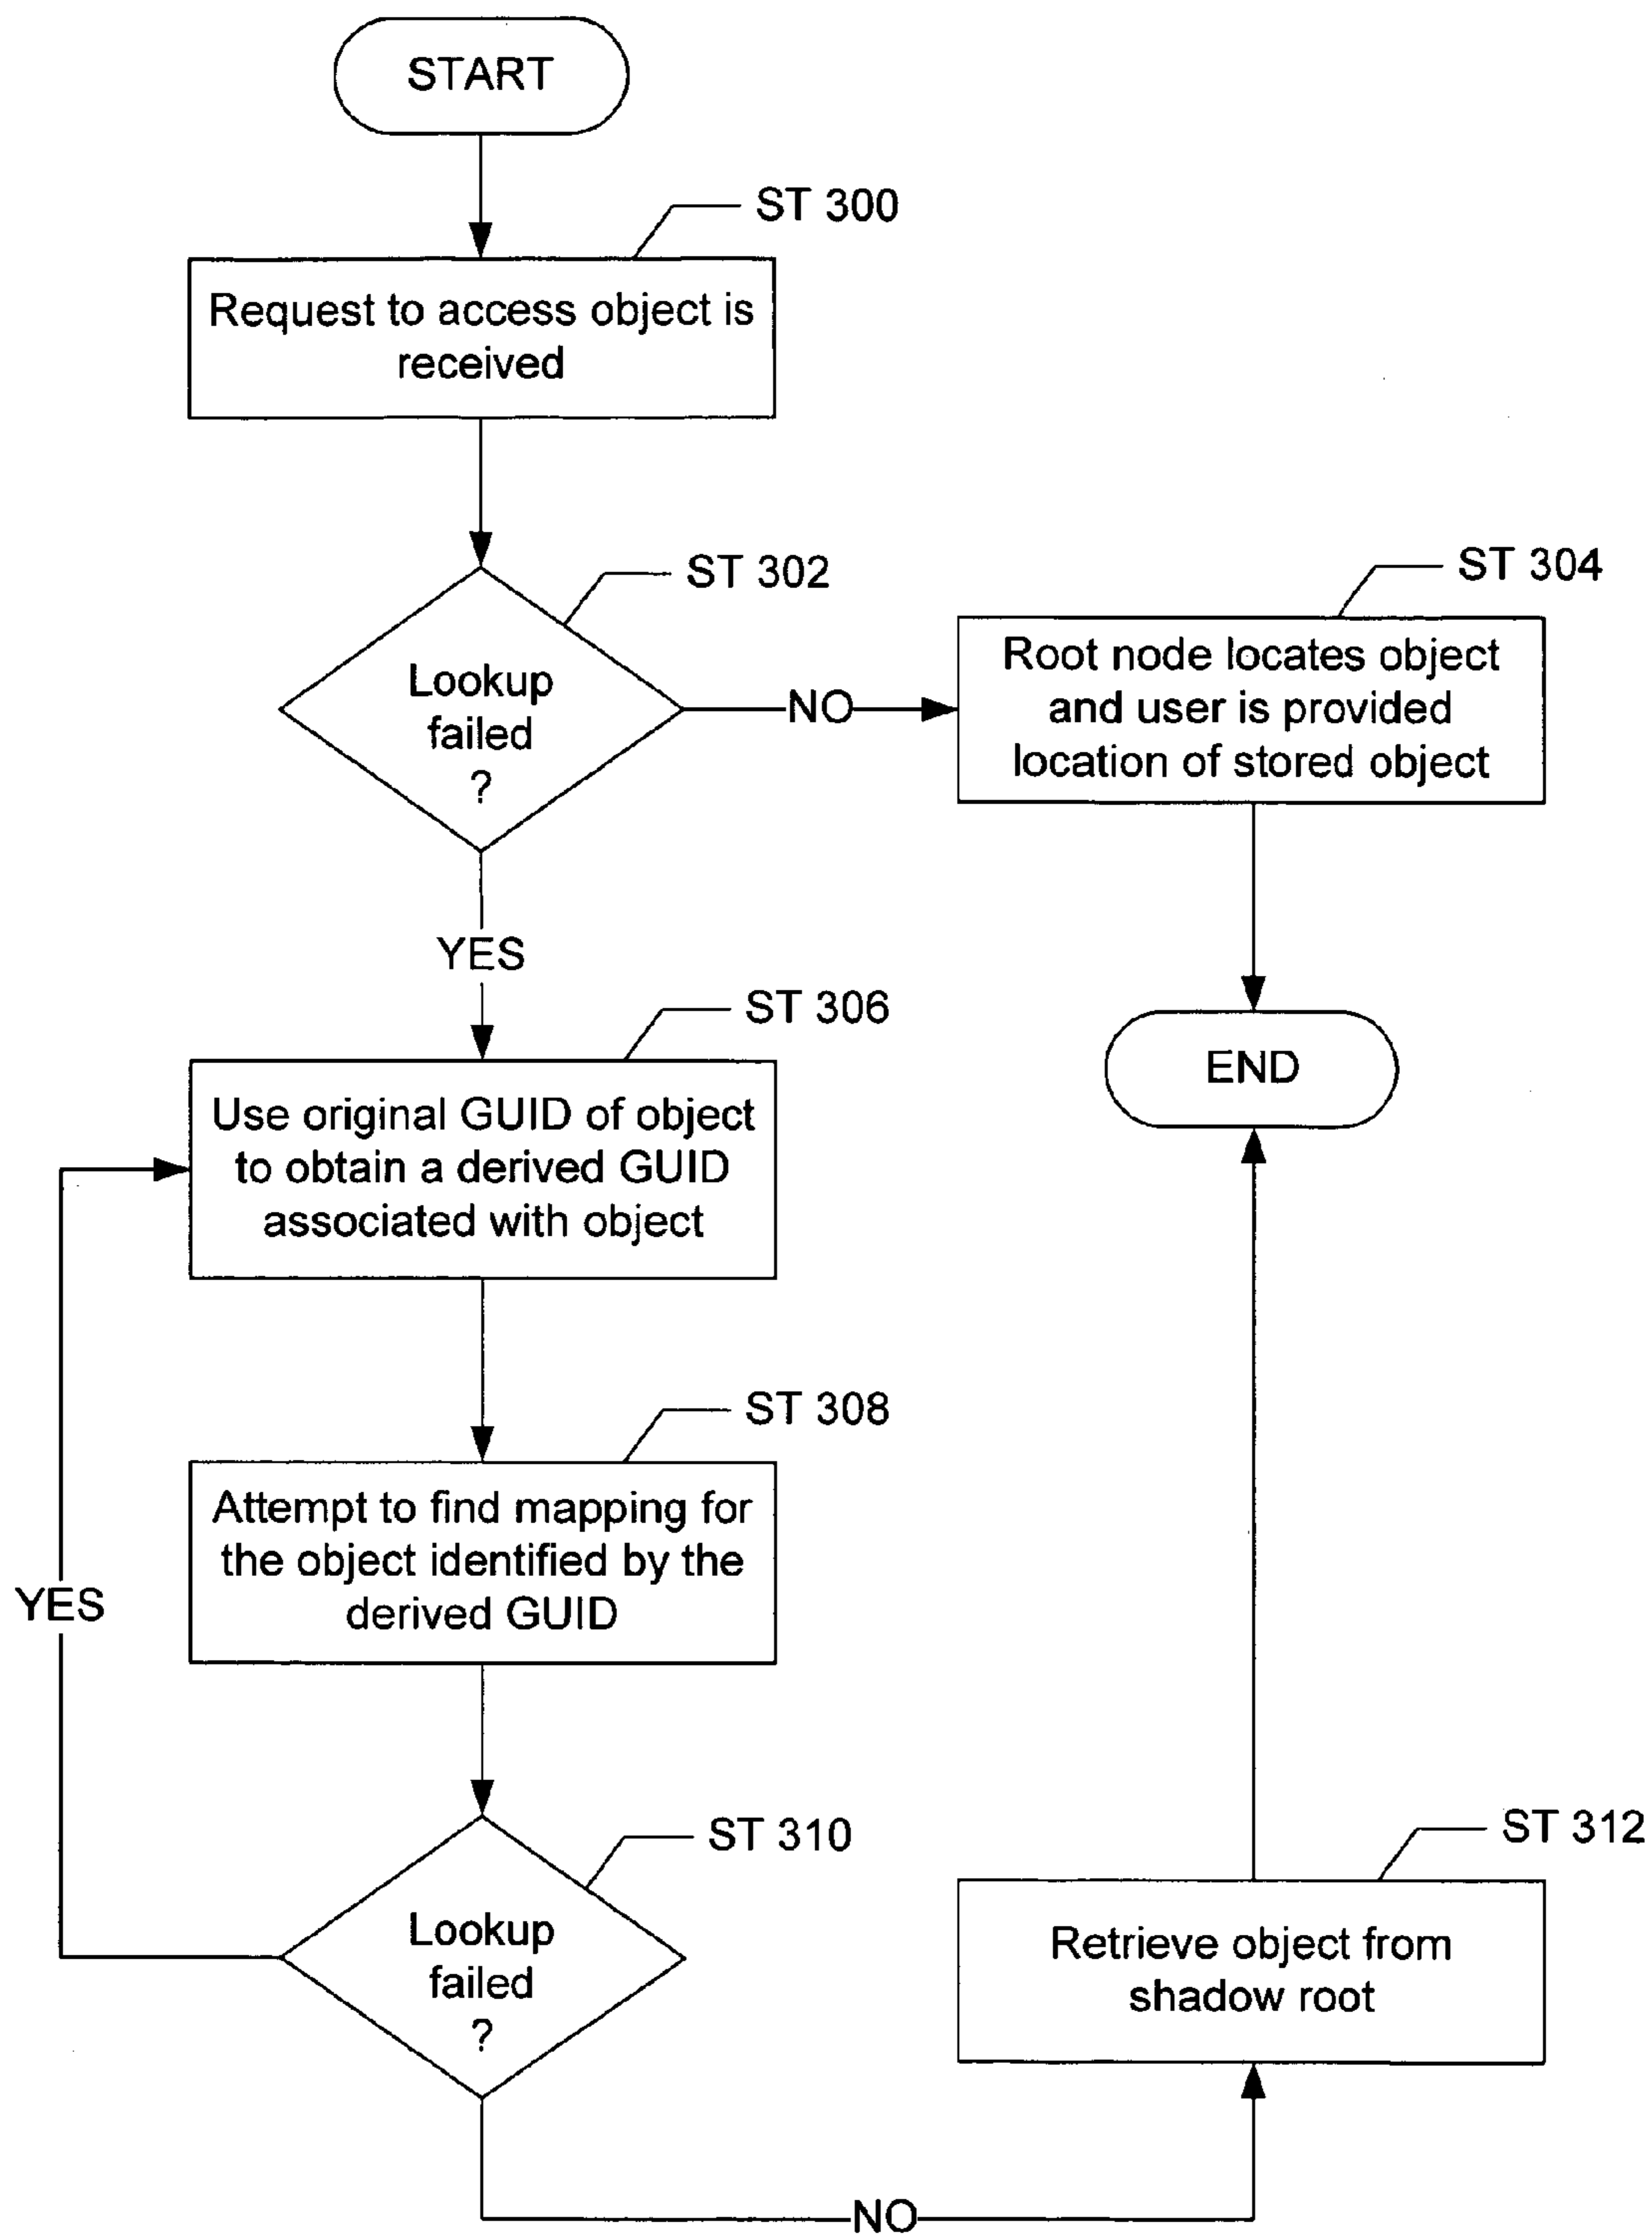 START
ST 300
Request to access object is
received
ST 302
Lookup
failed
?
NO
ST 304
Root node locates object
and user is provided
location of stored object
YES
ST 306
Use original GUID of object
to obtain a derived GUID
associated with object
END
ST 308
Attempt to find mapping for
the object identified by the
derived GUID
YES
ST 310
Lookup
failed
?
ST 312
Retrieve object from
shadow root
NO